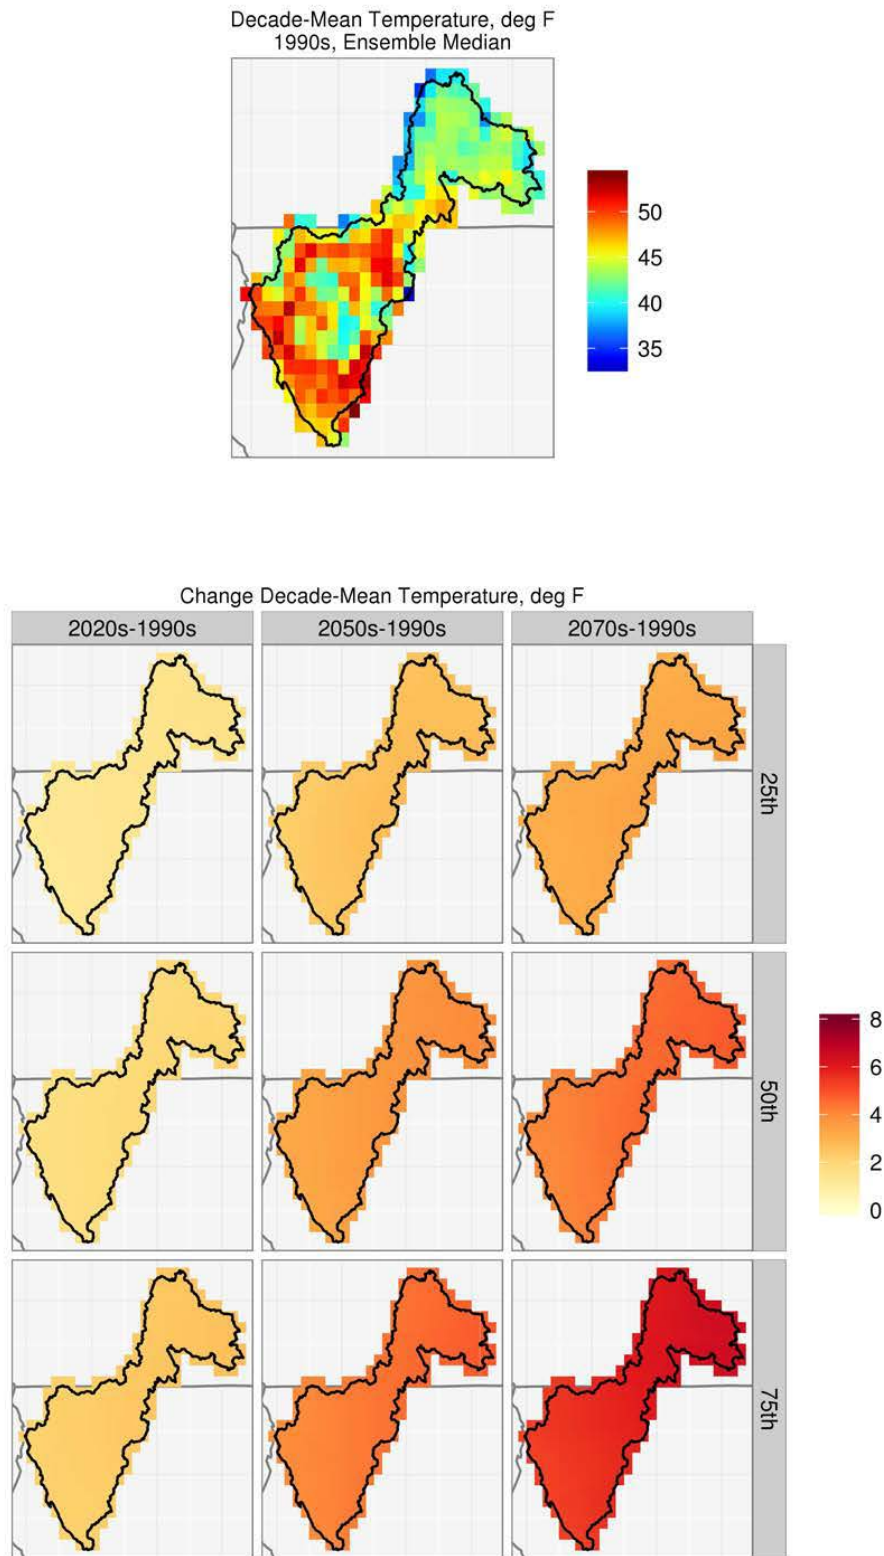 Decade-Mean Temperature, deg F
1990s, Ensemble Median
50
45
40
35
Change Decade-Mean Temperature, deg F
2020s-1990s
2050s-1990s
2070s-1990s
25th
50th
75th
8
6
4
2
0